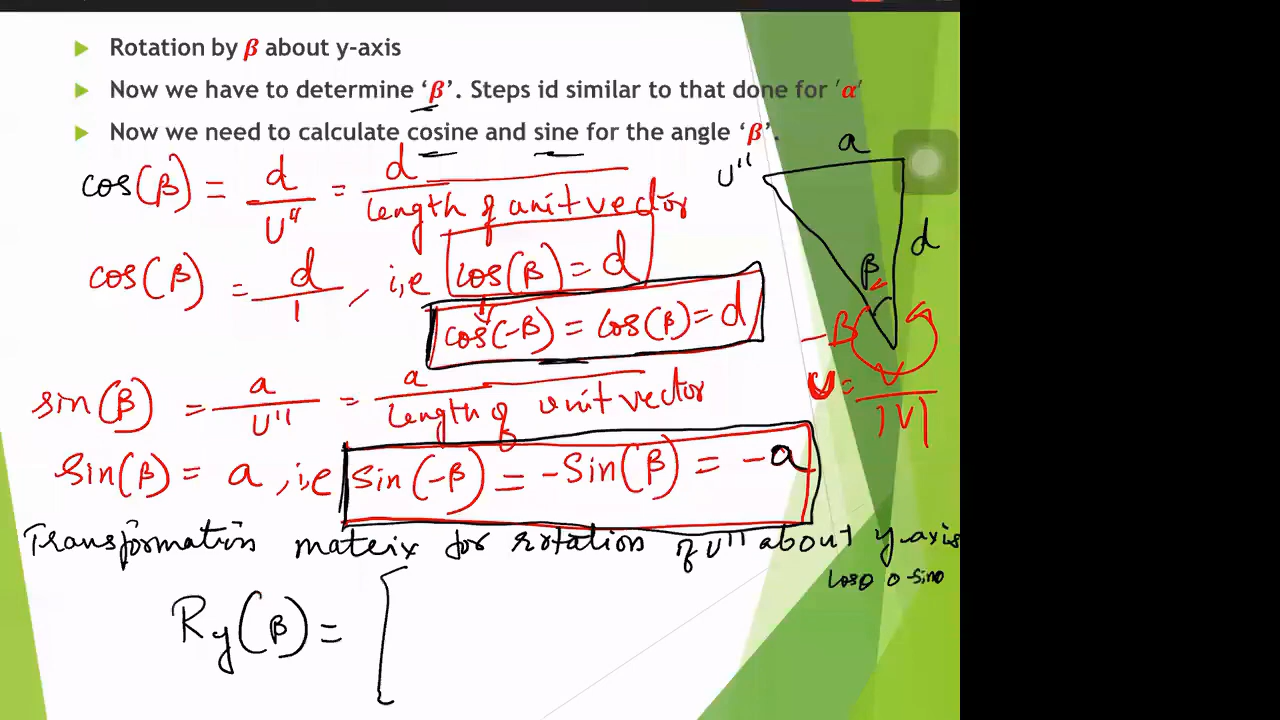 Rotation by β about y-axis
Now we have to determine ‘β’. Steps id similar to that done for 'α'
Now we need to calculate cosine and sine for the angle ‘β’.
cos(β) = d/U'' = d/length of unit vector
cos(β) = d/1, i,e cos(β) = d
cos(-β) = cos(β) = d
sin(β) = a/U'' = a/length of unit vector
sin(β) = a, i,e sin(-β) = -sin(β) = -a
U''
a
d
β
-β
U = V/|V|
Transformation matrix for rotation of U'' about y-axis
cosθ 0 -sinθ
Ry(β) = [